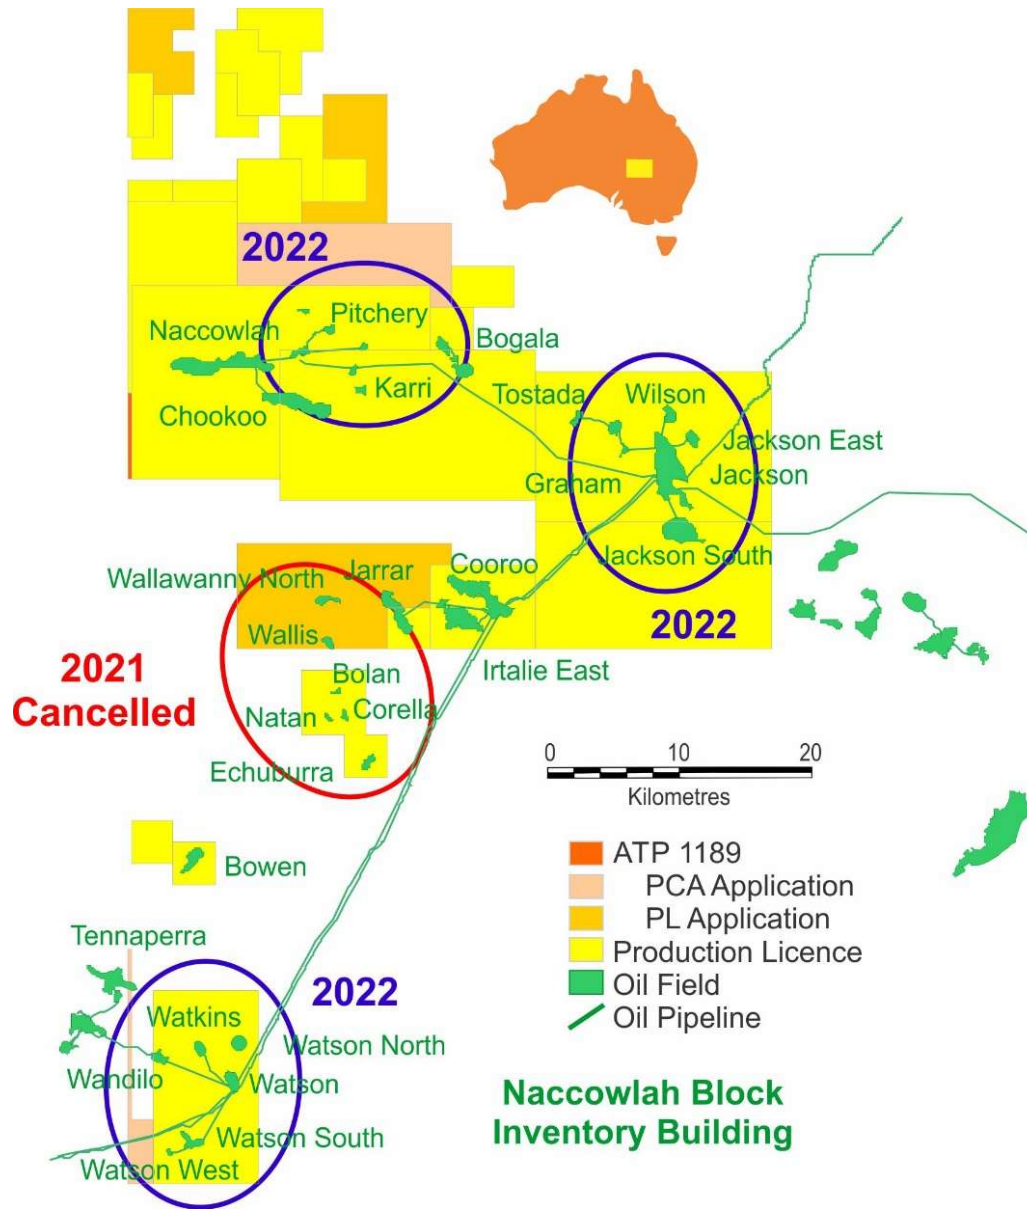 2022
Pitchery
Naccowlah
Bogala
Karri
Chookoo
Tostada
Wilson
Jackson East
Graham
Jackson
Jackson South
Wallawanny North
Jarrar
Cooroo
2022
Wallis
2021
Cancelled
Bolan
Irtalie East
Natan
Corella
Echuburra
0 10 20
Kilometres
Bowen
ATP 1189
PCA Application
PL Application
Production Licence
Oil Field
Oil Pipeline
Tennaperra
2022
Watkins
Watson North
Wandilo
Watson
Watson South
Watson West
Naccowlah Block
Inventory Building